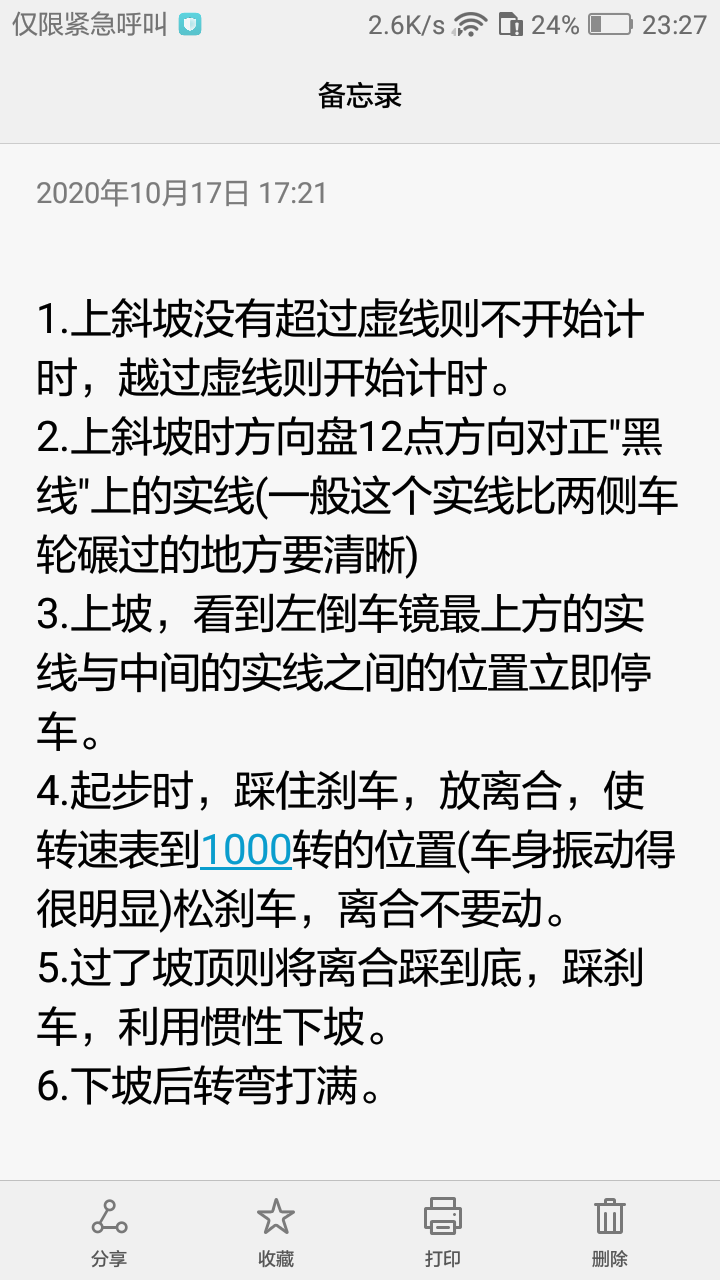 仅限紧急呼叫 2.6K/s 24% 23:27
备忘录
2020年10月17日 17:21
1.上斜坡没有超过虚线则不开始计
时，越过虚线则开始计时。
2.上斜坡时方向盘12点方向对正"黑
线"上的实线(一般这个实线比两侧车
轮碾过的地方要清晰)
3.上坡，看到左倒车镜最上方的实
线与中间的实线之间的位置立即停
车。
4.起步时，踩住刹车，放离合，使
转速表到1000转的位置(车身振动得
很明显)松刹车，离合不要动。
5.过了坡顶则将离合踩到底，踩刹
车，利用惯性下坡。
6.下坡后转弯打满。
分享 收藏 打印 删除